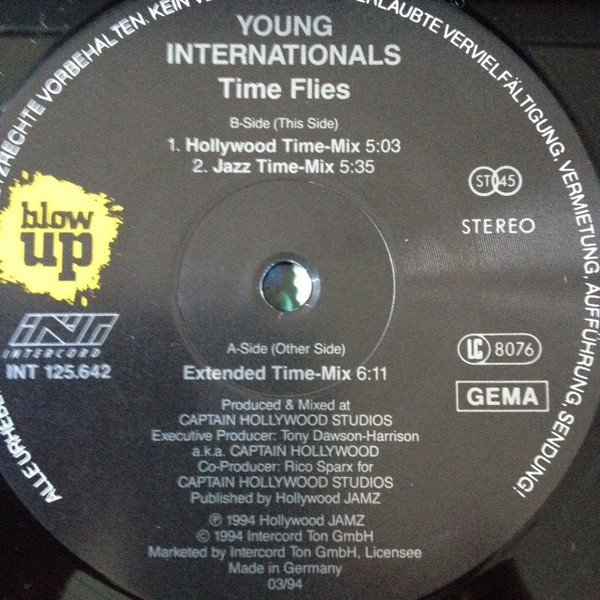 YOUNG
INTERNATIONALS
Time Flies
B-Side (This Side)
1. Hollywood Time-Mix 5:03
2. Jazz Time-Mix 5:35
blow
up
ST 45
STEREO
INT
INTERCORD
INT 125.642
LC 8076
GEMA
A-Side (Other Side)
Extended Time-Mix 6:11
Produced & Mixed at
CAPTAIN HOLLYWOOD STUDIOS
Executive Producer: Tony Dawson-Harrison
a.k.a. CAPTAIN HOLLYWOOD
Co-Producer: Rico Sparx for
CAPTAIN HOLLYWOOD STUDIOS
Published by Hollywood JAMZ
℗ 1994 Hollywood JAMZ
© 1994 Intercord Ton GmbH
Marketed by Intercord Ton GmbH, Licensee
Made in Germany
03/94
VORBEHALTEN. KEIN
ERLAUBTE VERVIELFÄLTIGUNG, VERMIETUNG, AUFFÜHRUNG, SENDUNG!
ALLE